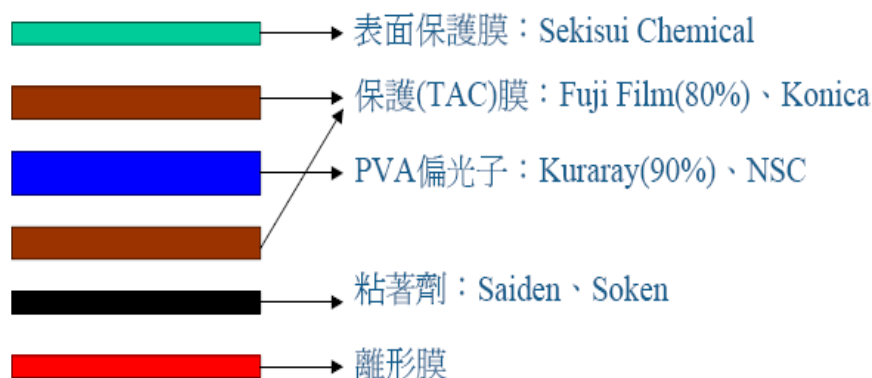 表面保護膜：Sekisui Chemical
保護(TAC)膜：Fuji Film(80%)、Konica
PVA偏光子：Kuraray(90%)、NSC
粘著劑：Saiden、Soken
離形膜